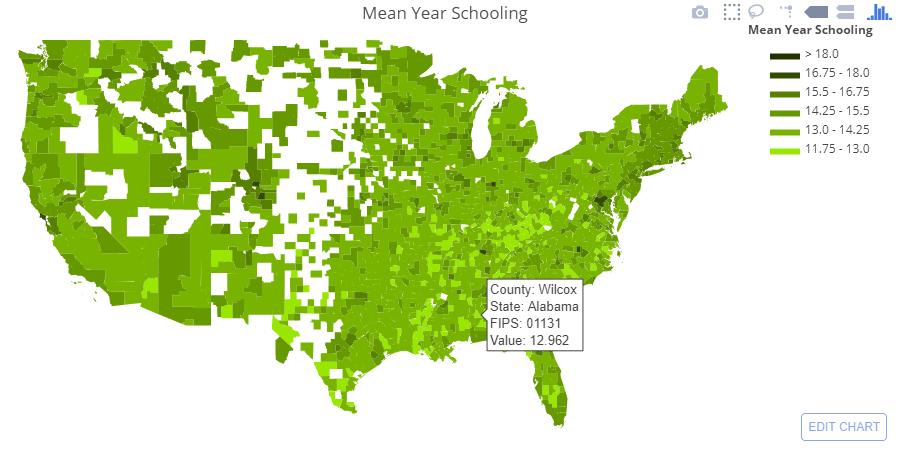 Mean Year Schooling
Mean Year Schooling
> 18.0
16.75 - 18.0
15.5 - 16.75
14.25 - 15.5
13.0 - 14.25
11.75 - 13.0
County: Wilcox
State: Alabama
FIPS: 01131
Value: 12.962
EDIT CHART